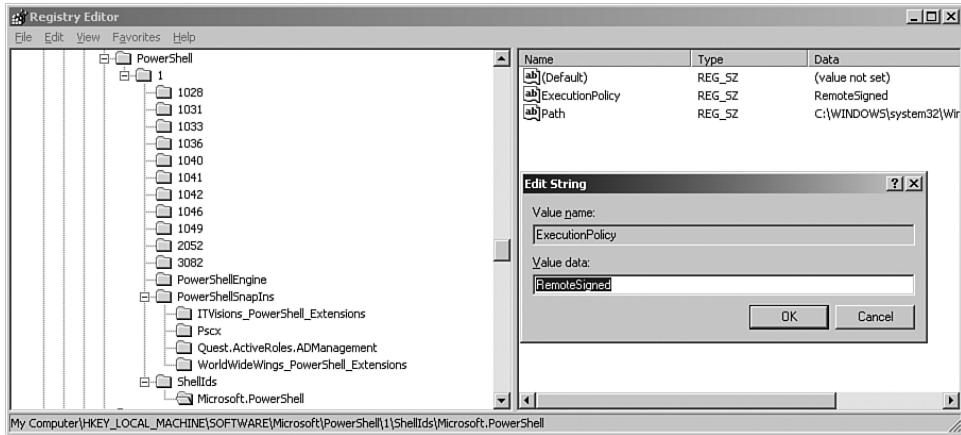 Registry Editor
File Edit View Favorites Help
PowerShell
1
1028
1031
1033
1036
1040
1041
1042
1046
1049
2052
3082
PowerShellEngine
PowerShellSnapIns
ITVisions_PowerShell_Extensions
Pscx
Quest.ActiveRoles.ADManagement
WorldWideWings_PowerShell_Extensions
ShellIds
Microsoft.PowerShell
Name Type Data
(Default) REG_SZ (value not set)
ExecutionPolicy REG_SZ RemoteSigned
Path REG_SZ C:\WINDOWS\system32\Wir
Edit String
Value name:
ExecutionPolicy
Value data:
RemoteSigned
OK Cancel
My Computer\HKEY_LOCAL_MACHINE\SOFTWARE\Microsoft\PowerShell\1\ShellIds\Microsoft.PowerShell